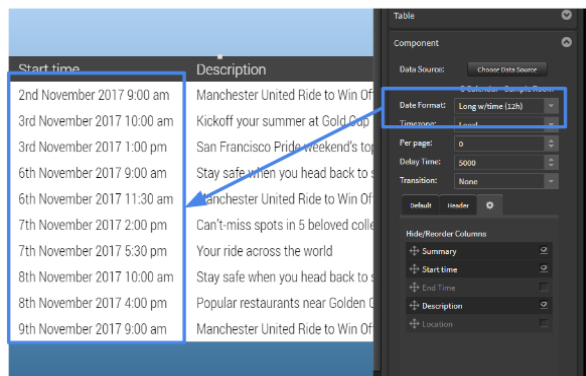 Table
Component
Data Source: Choose Data Source
Calendar - Sample Room
Date Format: Long w/time (12h)
Timezone: Local
Per page: 0
Delay Time: 5000
Transition: None
Default Header
Hide/Reorder Columns
Summary
Start time
End Time
Description
Location
Start time Description
2nd November 2017 9:00 am Manchester United Ride to Win Of
3rd November 2017 10:00 am Kickoff your summer at Gold Cup
3rd November 2017 1:00 pm San Francisco Pride weekend's top
6th November 2017 9:00 am Stay safe when you head back to s
6th November 2017 11:30 am Manchester United Ride to Win Of
7th November 2017 2:00 pm Can't-miss spots in 5 beloved colle
7th November 2017 5:30 pm Your ride across the world
8th November 2017 10:00 am Stay safe when you head back to s
8th November 2017 4:00 pm Popular restaurants near Golden G
9th November 2017 9:00 am Manchester United Ride to Win Of